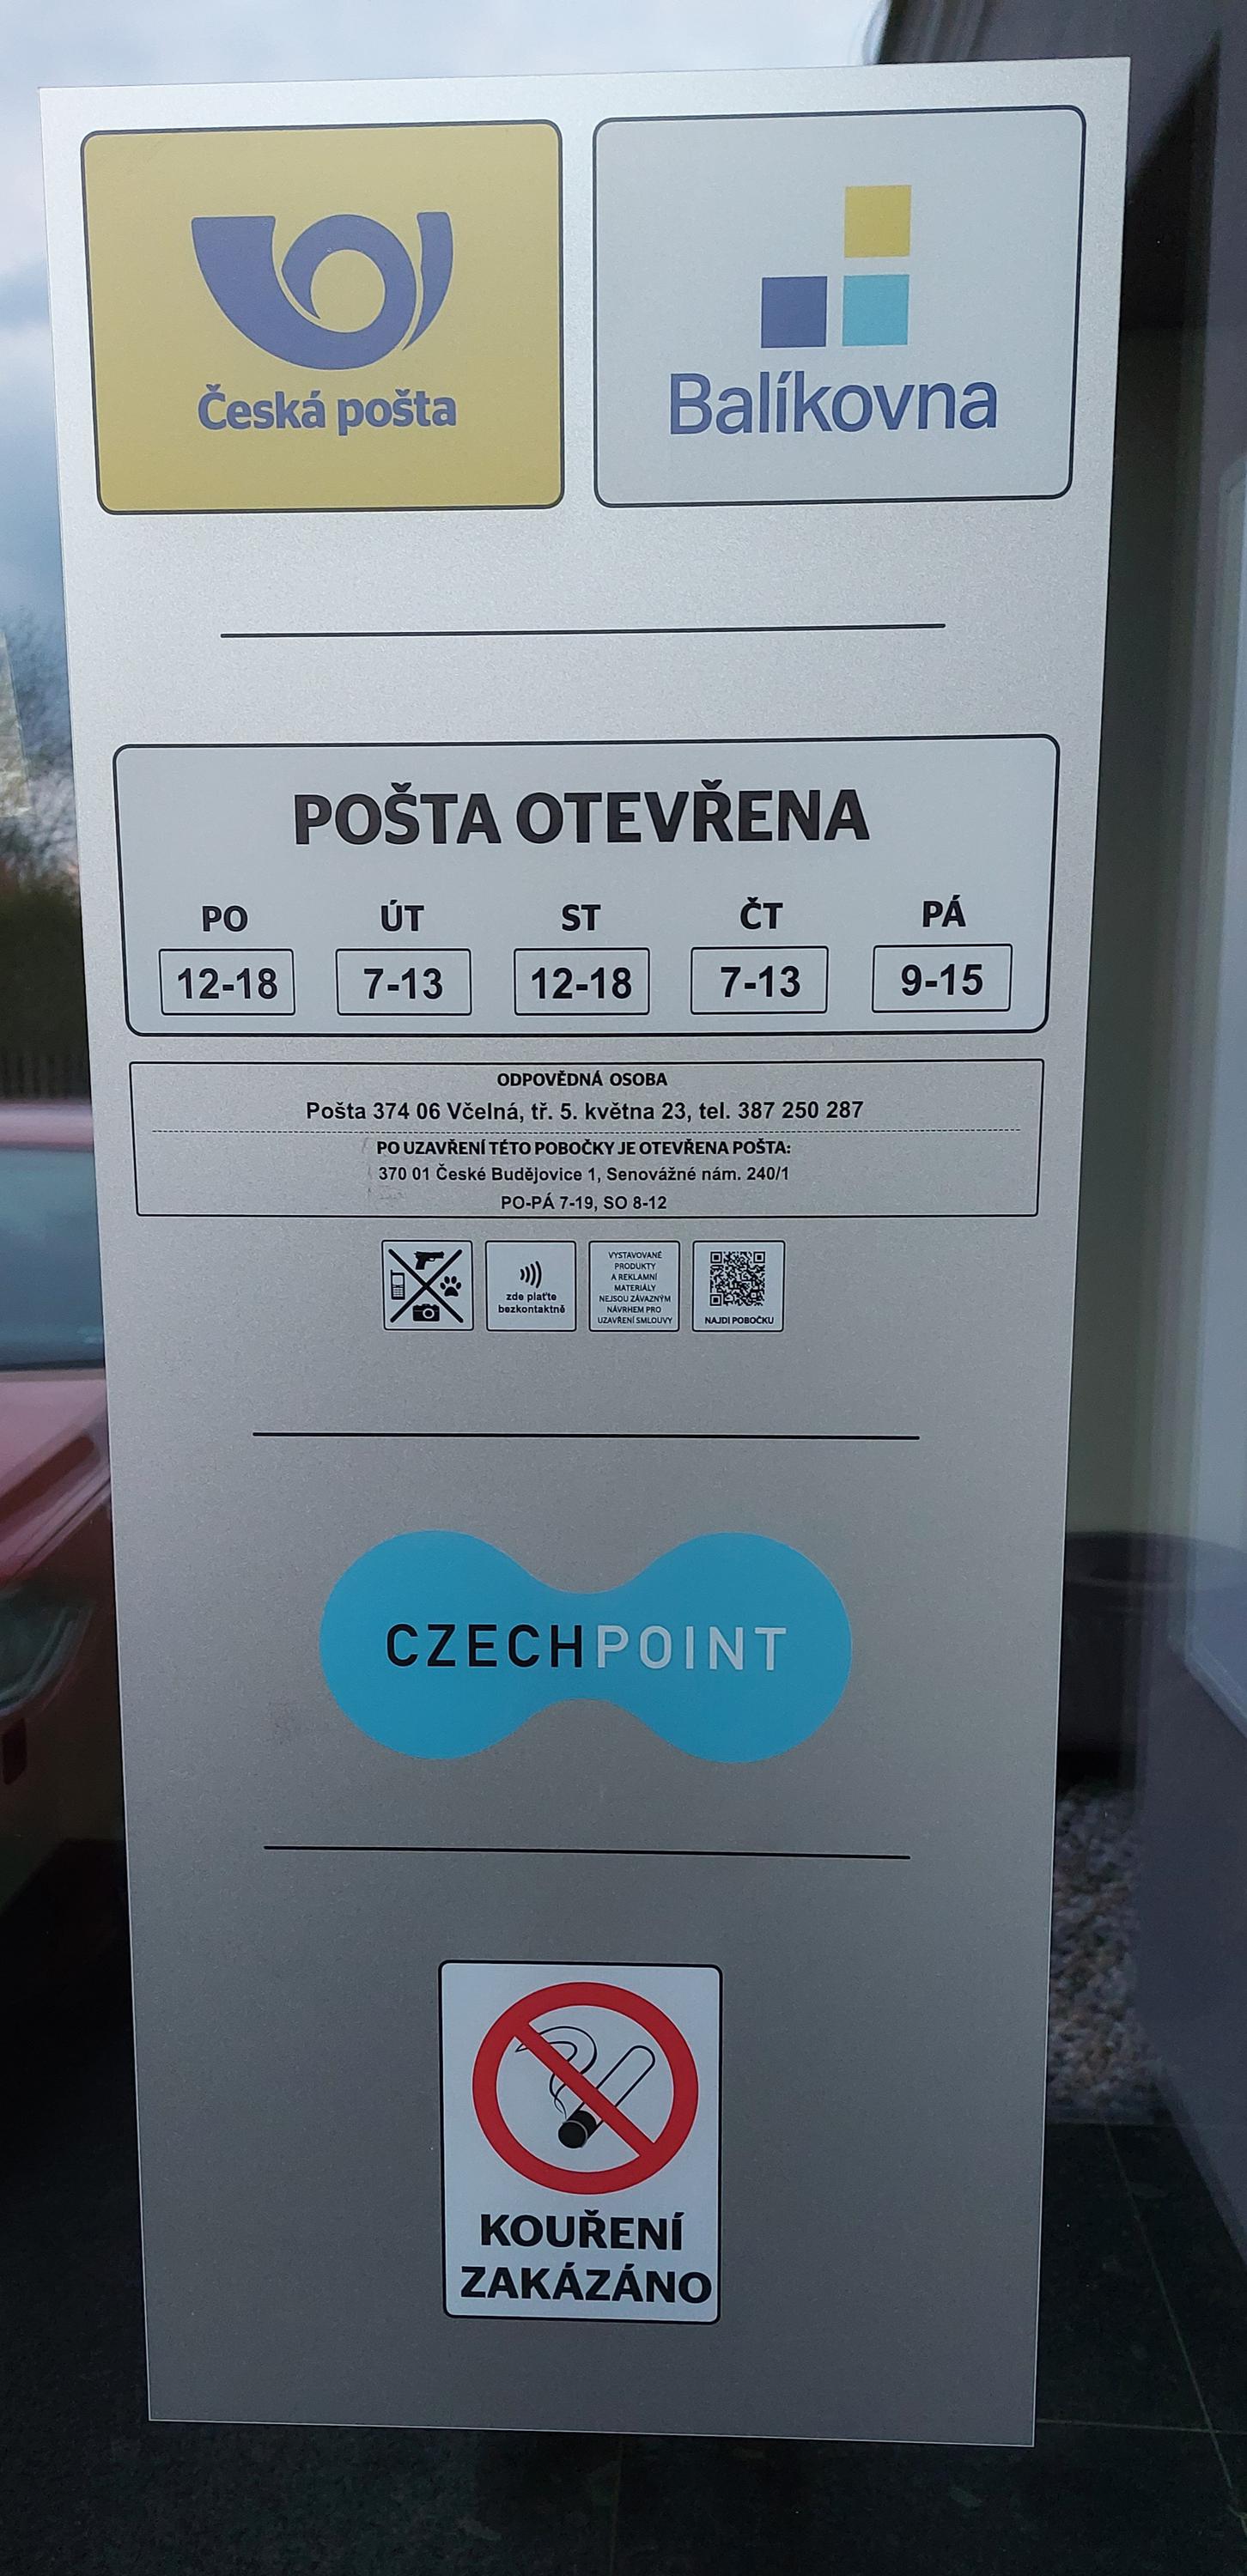 Česká pošta
Balíkovna
POŠTA OTEVŘENA
PO ÚT ST ČT PÁ
12-18 7-13 12-18 7-13 9-15
ODPOVĚDNÁ OSOBA
Pošta 374 06 Včelná, tř. 5. května 23, tel. 387 250 287
PO UZAVŘENÍ TÉTO POBOČKY JE OTEVŘENA POŠTA:
370 01 České Budějovice 1, Senovážné nám. 240/1
PO-PÁ 7-19, SO 8-12
zde plaťte
bezkontaktně
VYSTAVOVANÉ
PRODUKTY
A REKLAMNÍ
MATERIÁLY
NEJSOU ZÁVAZNÝM
NÁVRHEM PRO
UZAVŘENÍ SMLOUVY
NAJDI POBOČKU
CZECHPOINT
KOUŘENÍ
ZAKÁZÁNO